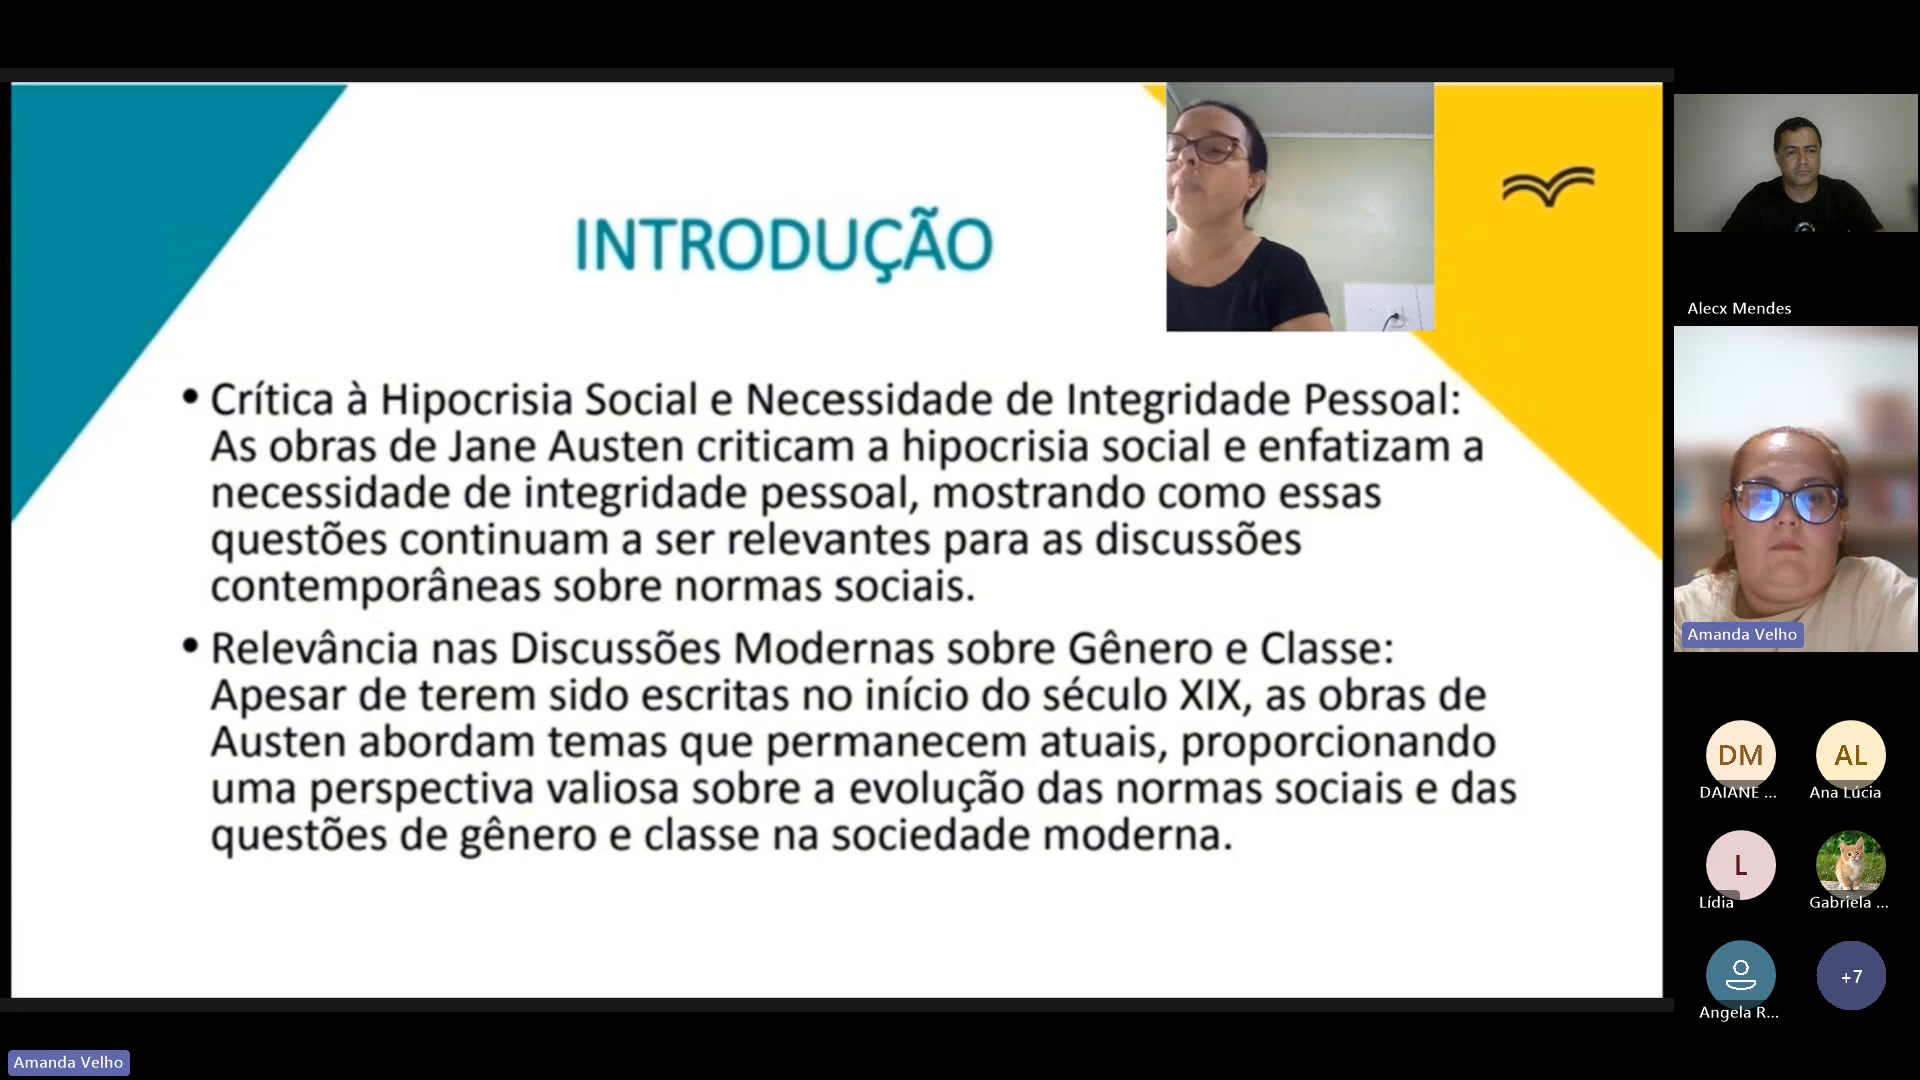 INTRODUÇÃO
• Crítica à Hipocrisia Social e Necessidade de Integridade Pessoal:
As obras de Jane Austen criticam a hipocrisia social e enfatizam a
necessidade de integridade pessoal, mostrando como essas
questões continuam a ser relevantes para as discussões
contemporâneas sobre normas sociais.
• Relevância nas Discussões Modernas sobre Gênero e Classe:
Apesar de terem sido escritas no início do século XIX, as obras de
Austen abordam temas que permanecem atuais, proporcionando
uma perspectiva valiosa sobre a evolução das normas sociais e das
questões de gênero e classe na sociedade moderna.
Alecx Mendes
Amanda Velho
DM
DAIANE ...
AL
Ana Lúcia
L
Lídia
Gabriela ...
Angela R...
+7
Amanda Velho